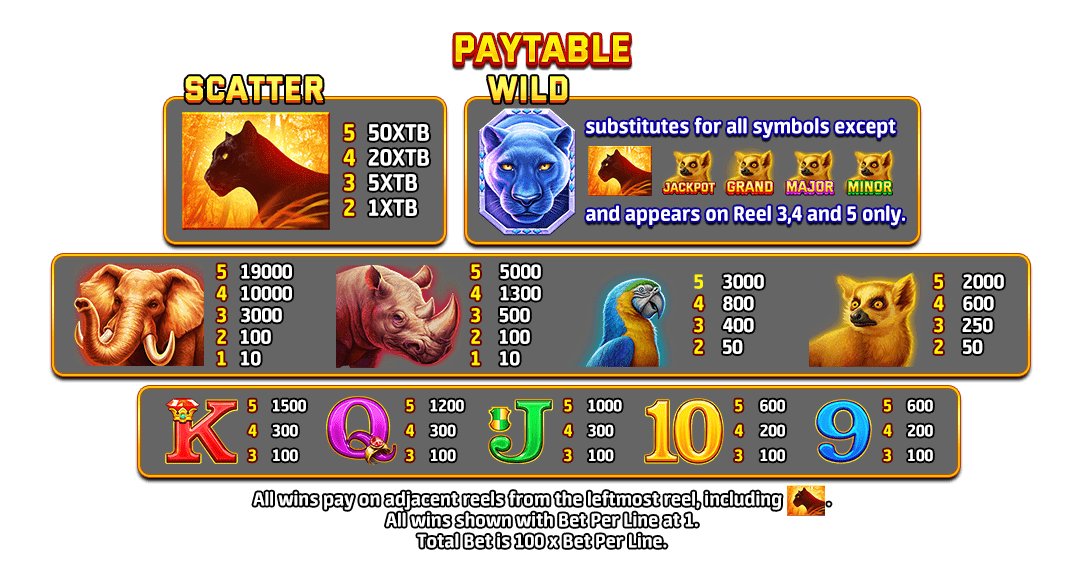 PAYTABLE
SCATTER
5 50XTB
4 20XTB
3 5XTB
2 1XTB
WILD
substitutes for all symbols except
JACKPOT GRAND MAJOR MINOR
and appears on Reel 3,4 and 5 only.
5 19000
4 10000
3 3000
2 100
1 10
5 5000
4 1300
3 500
2 100
1 10
5 3000
4 800
3 400
2 50
5 2000
4 600
3 250
2 50
K
5 1500
4 300
3 100
Q
5 1200
4 300
3 100
J
5 1000
4 300
3 100
10
5 600
4 200
3 100
9
5 600
4 200
3 100
All wins pay on adjacent reels from the leftmost reel, including .
All wins shown with Bet Per Line at 1.
Total Bet is 100 x Bet Per Line.